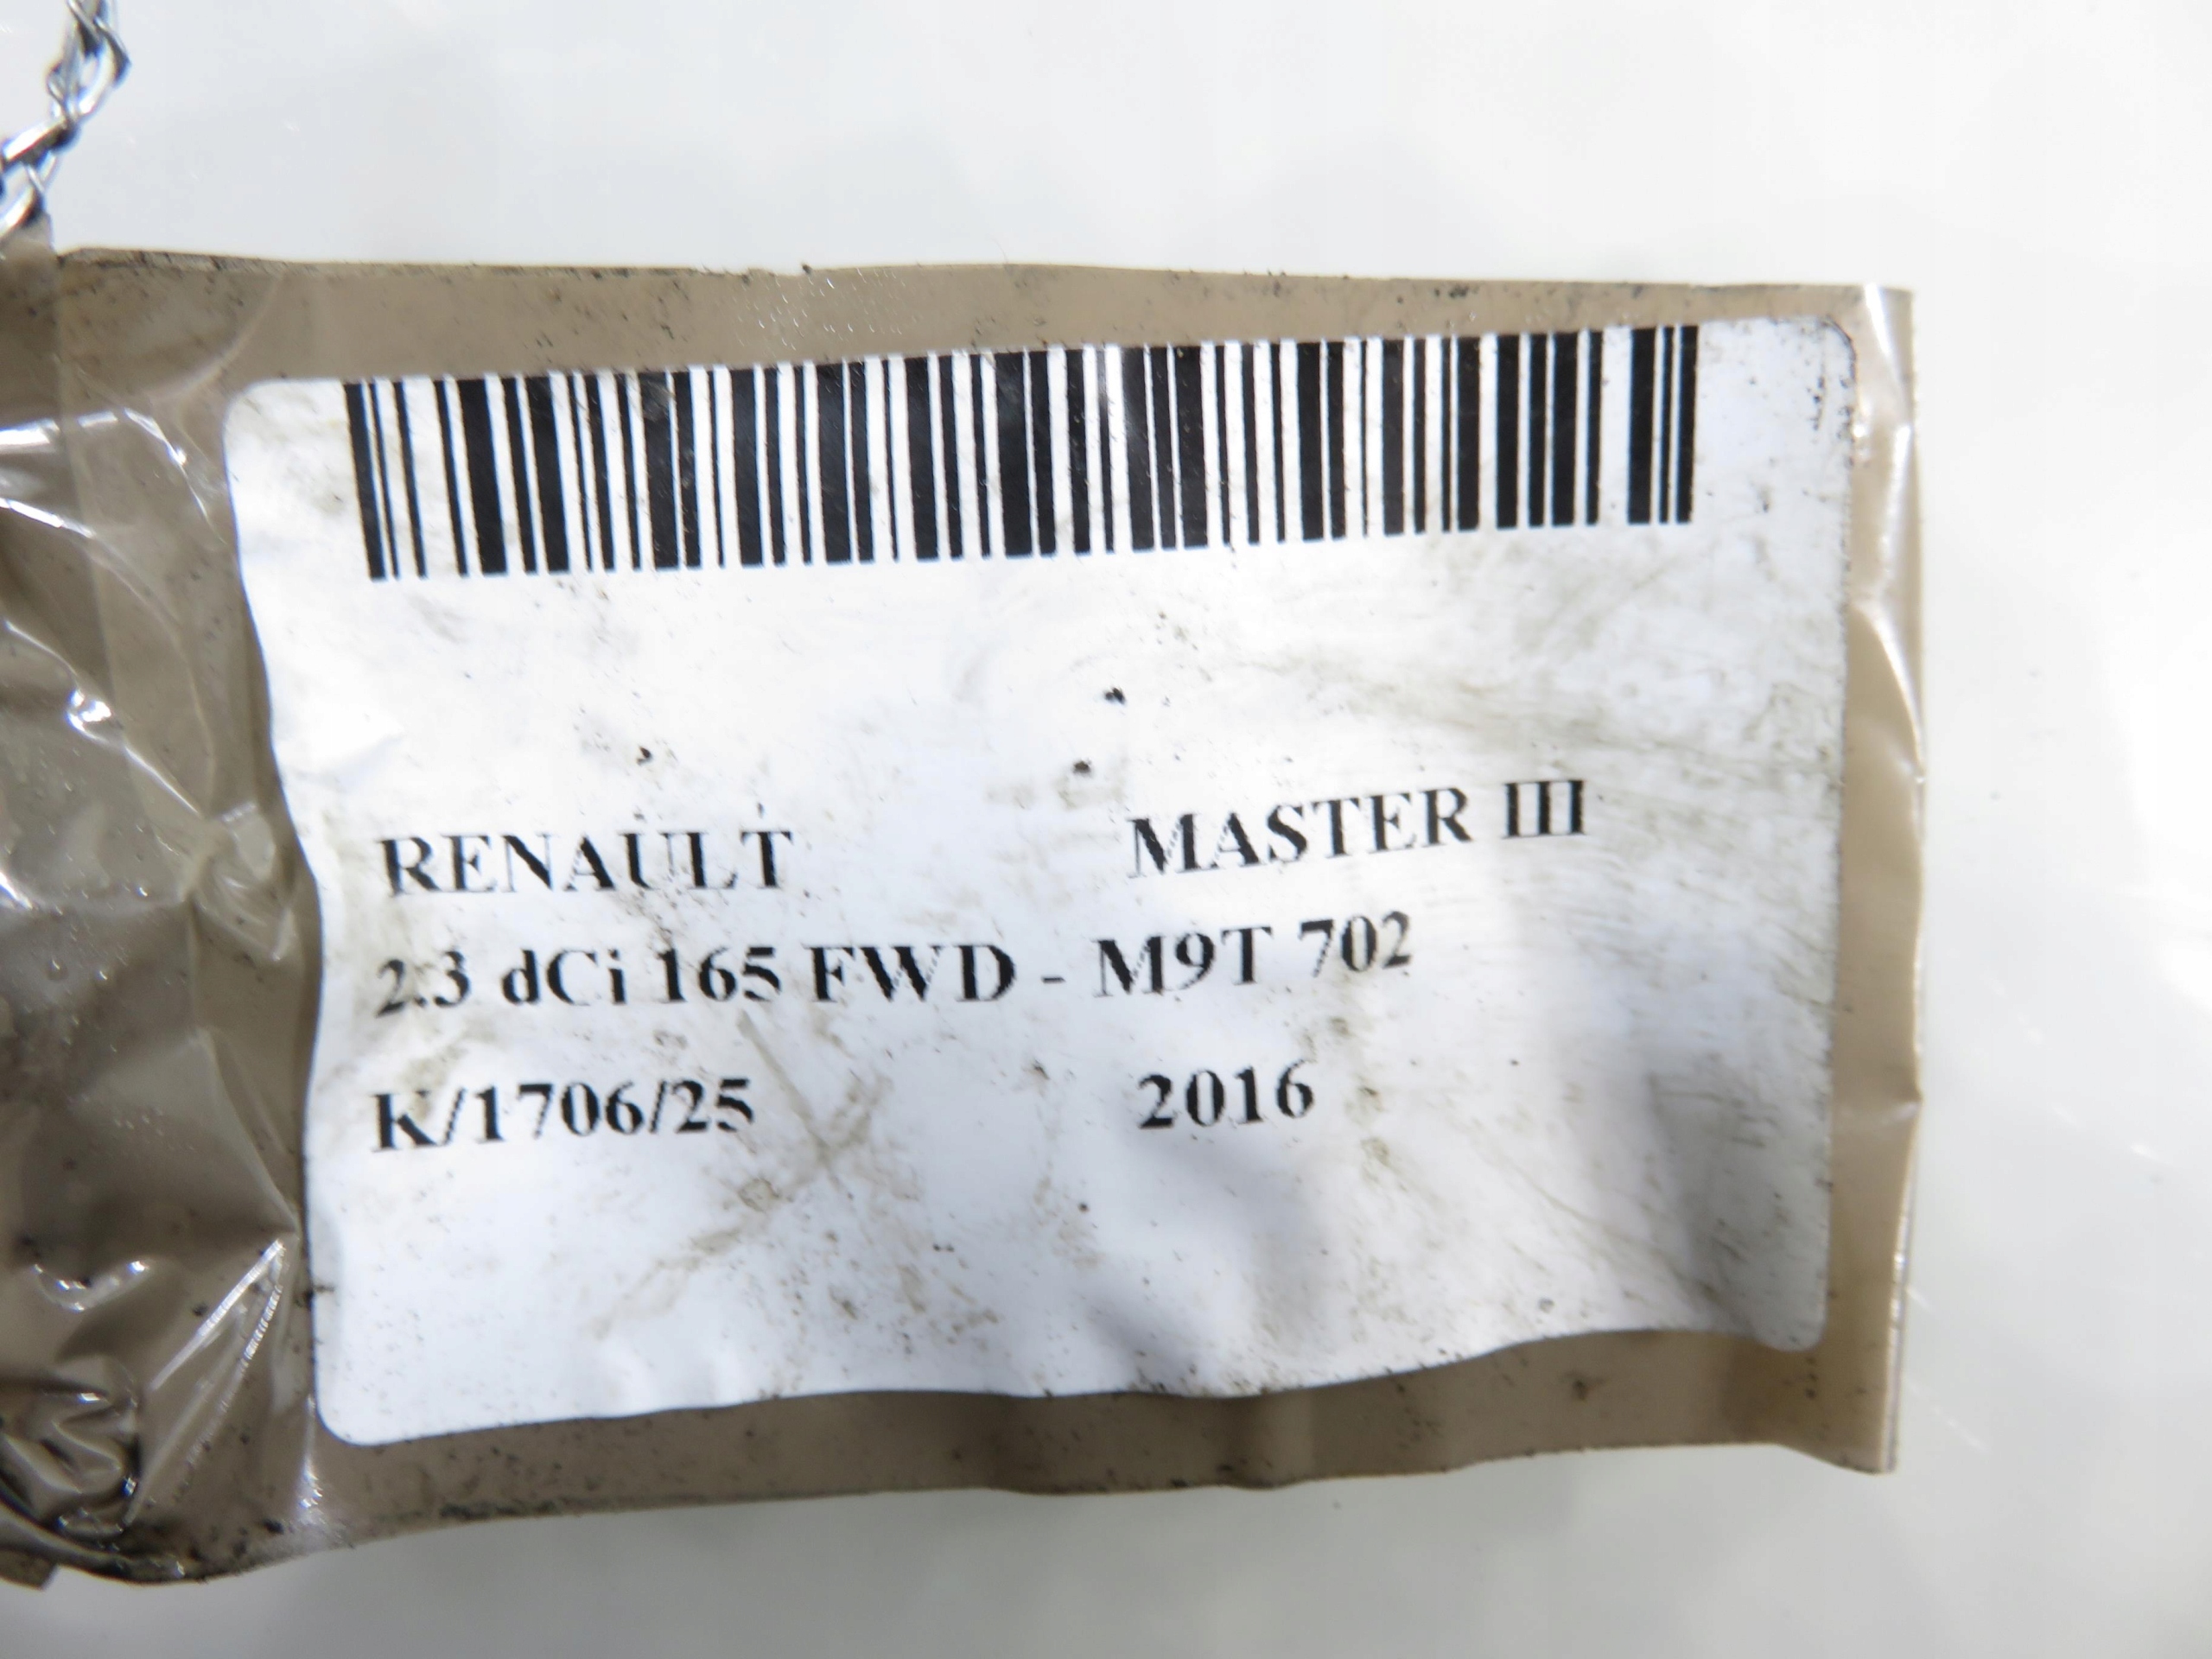 RENAULT MASTER III
2.3 dCi 165 FWD - M9T 702
K/1706/25 2016